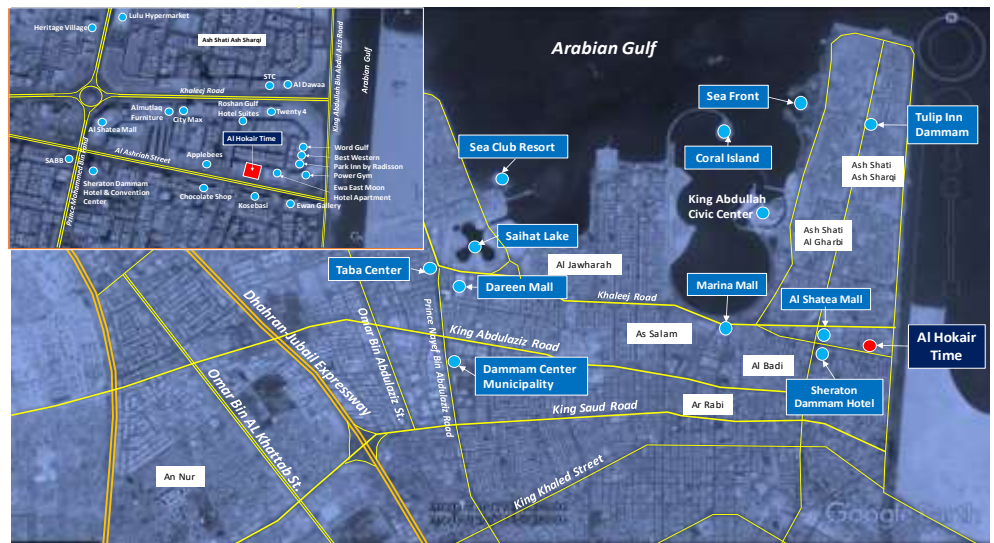 Lulu Hypermarket
Heritage Village
Ash Shati Ash Sharqi
King Abdullah Bin Abdul Aziz Road
Arabian Gulf
STC
Al Dawaa
Khaleej Road
Almutlaq
Furniture
City Max
Roshan Gulf
Hotel Suites
Twenty 4
Al Shatea Mall
Al Hokair Time
Al Ashriah Street
Prince Mohammed Bin Road
SABB
Applebees
Word Gulf
Best Western
Park Inn by Radisson
Power Gym
Sheraton Dammam
Hotel & Convention
Center
Chocolate Shop
Kosebasi
Ewa East Moon
Hotel Apartment
Ewan Gallery
Arabian Gulf
Sea Front
Tulip Inn
Dammam
Sea Club Resort
Coral Island
Ash Shati
Ash Sharqi
King Abdullah
Civic Center
Saihat Lake
Ash Shati
Al Gharbi
Taba Center
Al Jawharah
Dareen Mall
Marina Mall
Khaleej Road
Al Shatea Mall
Dhahran-Jubail Expressway
Omar Bin Abdulaziz St.
Prince Nayef Bin Abdulaziz Road
King Abdulaziz Road
As Salam
Al Hokair
Time
Dammam Center
Municipality
Al Badi
Sheraton
Dammam Hotel
Omar Bin AL Khattab St.
King Saud Road
Ar Rabi
An Nur
King Khaled Street